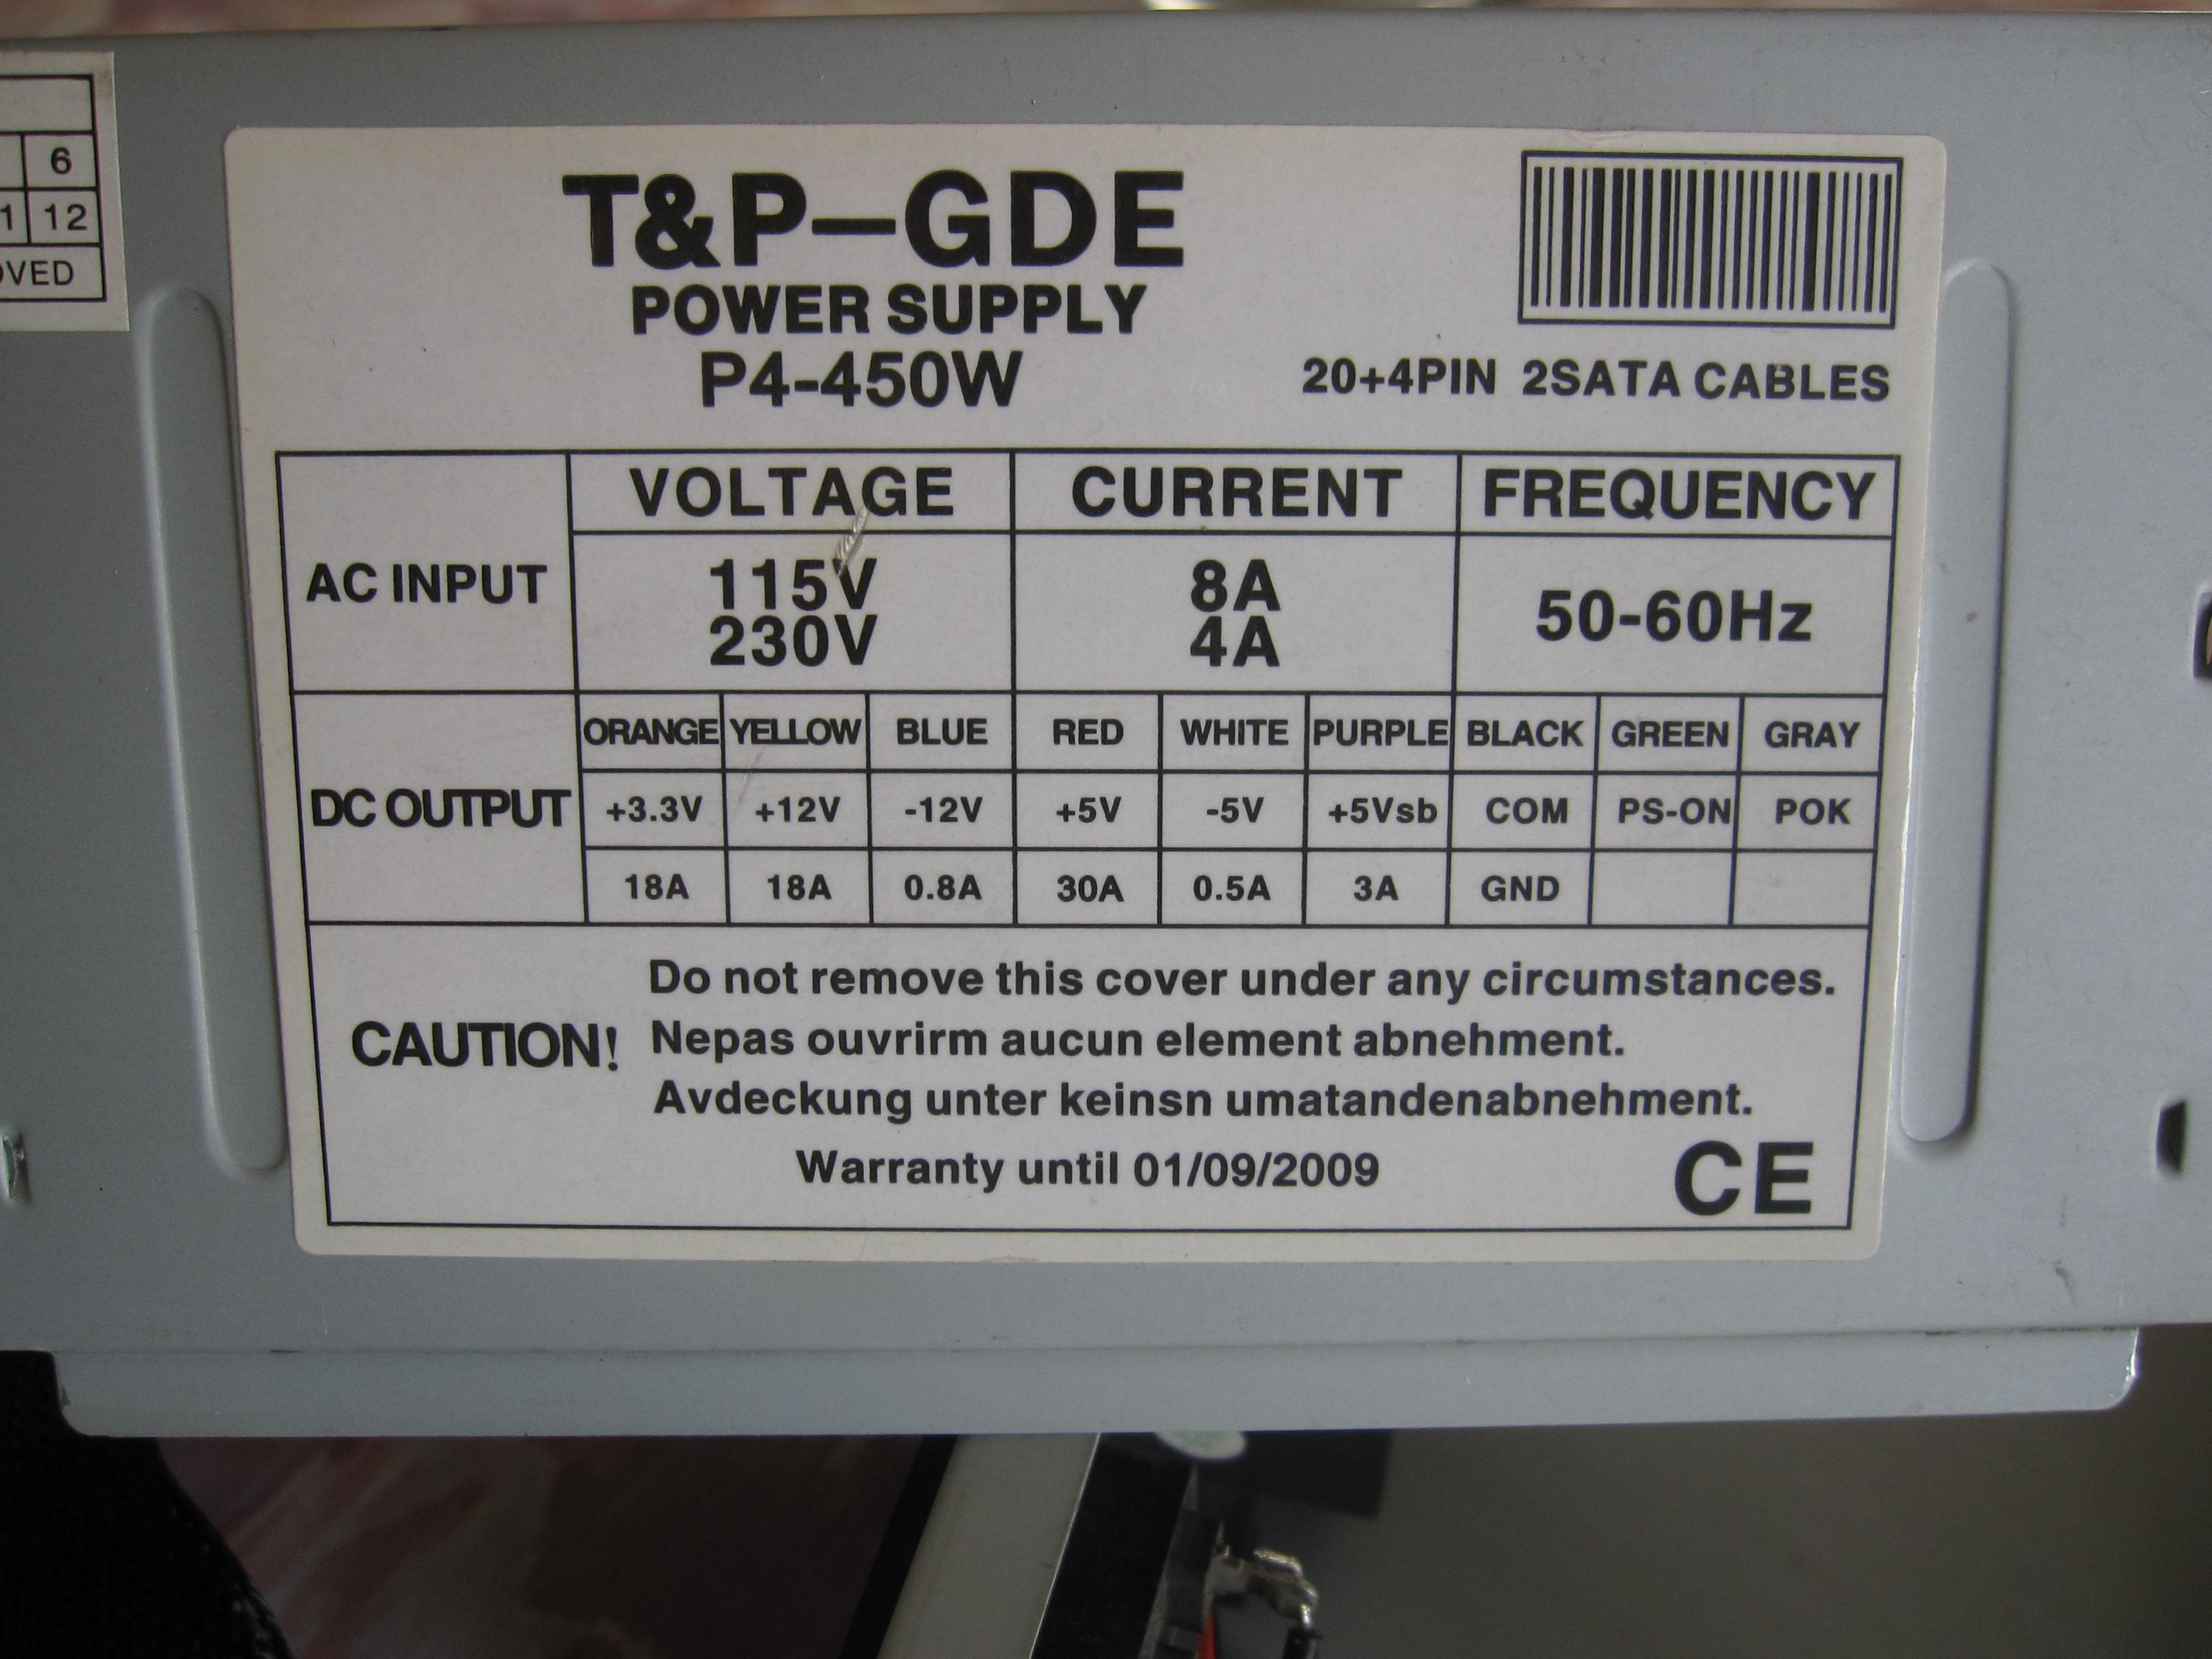 6
1 12
OVED
T&P-GDE
POWER SUPPLY
P4-450W
20+4PIN 2SATA CABLES
VOLTAGE CURRENT FREQUENCY
AC INPUT
115V 8A
230V 4A
50-60Hz
DC OUTPUT
ORANGE YELLOW BLUE RED WHITE PURPLE BLACK GREEN GRAY
+3.3V +12V -12V +5V -5V +5Vsb COM PS-ON POK
18A 18A 0.8A 30A 0.5A 3A GND
CAUTION!
Do not remove this cover under any circumstances.
Nepas ouvrirm aucun element abnehment.
Avdeckung unter keinsn umatandenabnehment.
Warranty until 01/09/2009
CE